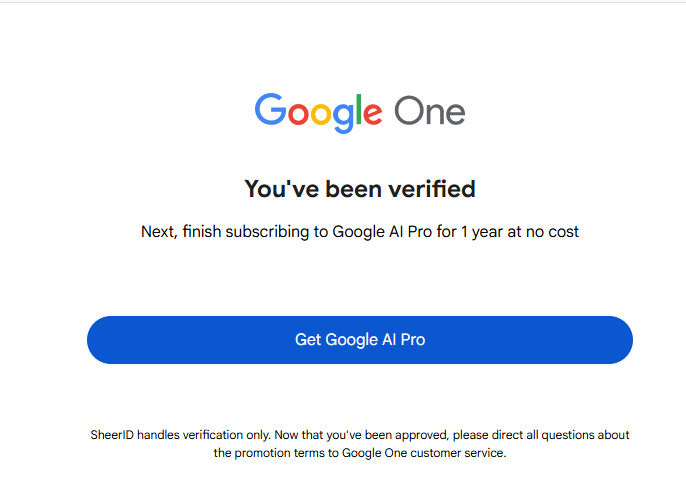 Google One
You've been verified
Next, finish subscribing to Google AI Pro for 1 year at no cost
Get Google AI Pro
SheerID handles verification only. Now that you've been approved, please direct all questions about
the promotion terms to Google One customer service.